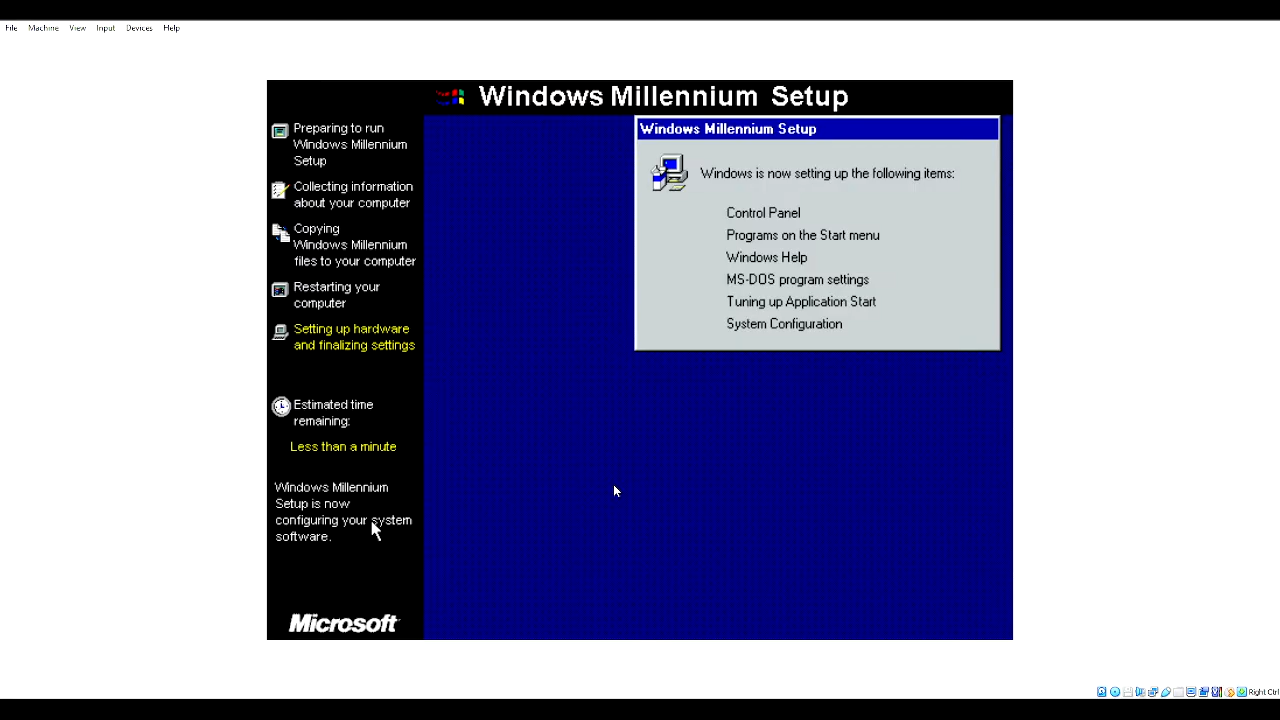 File Machine View Input Devices Help
Windows Millennium Setup
Preparing to run
Windows Millennium
Setup
Collecting information
about your computer
Copying
Windows Millennium
files to your computer
Restarting your
computer
Setting up hardware
and finalizing settings
Estimated time
remaining:
Less than a minute
Windows Millennium
Setup is now
configuring your system
software.
Microsoft
Windows Millennium Setup
Windows is now setting up the following items:
Control Panel
Programs on the Start menu
Windows Help
MS-DOS program settings
Tuning up Application Start
System Configuration
Right Ctrl